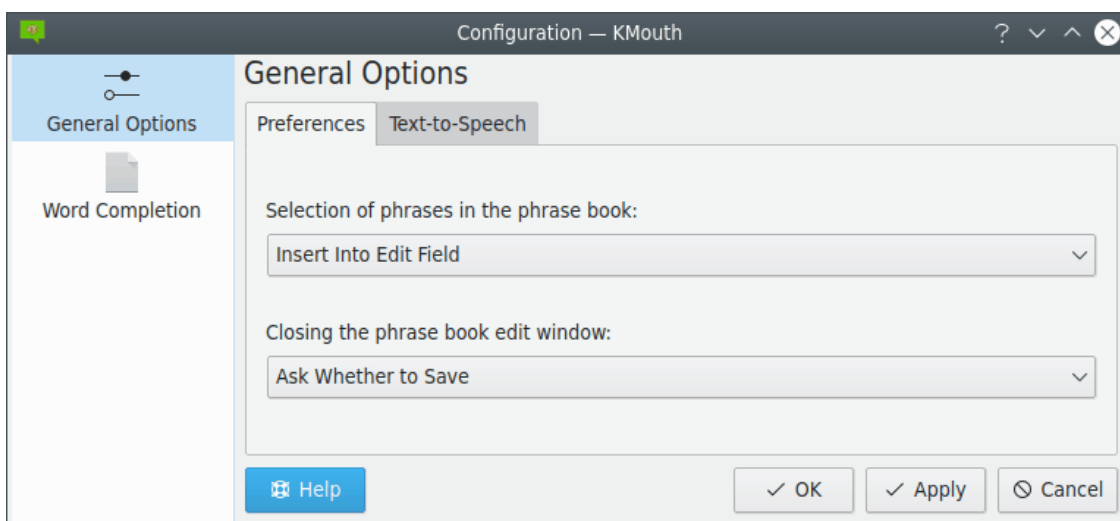 Configuration — KMouth
General Options
Word Completion
General Options
Preferences Text-to-Speech
Selection of phrases in the phrase book:
Insert Into Edit Field
Closing the phrase book edit window:
Ask Whether to Save
Help OK Apply Cancel